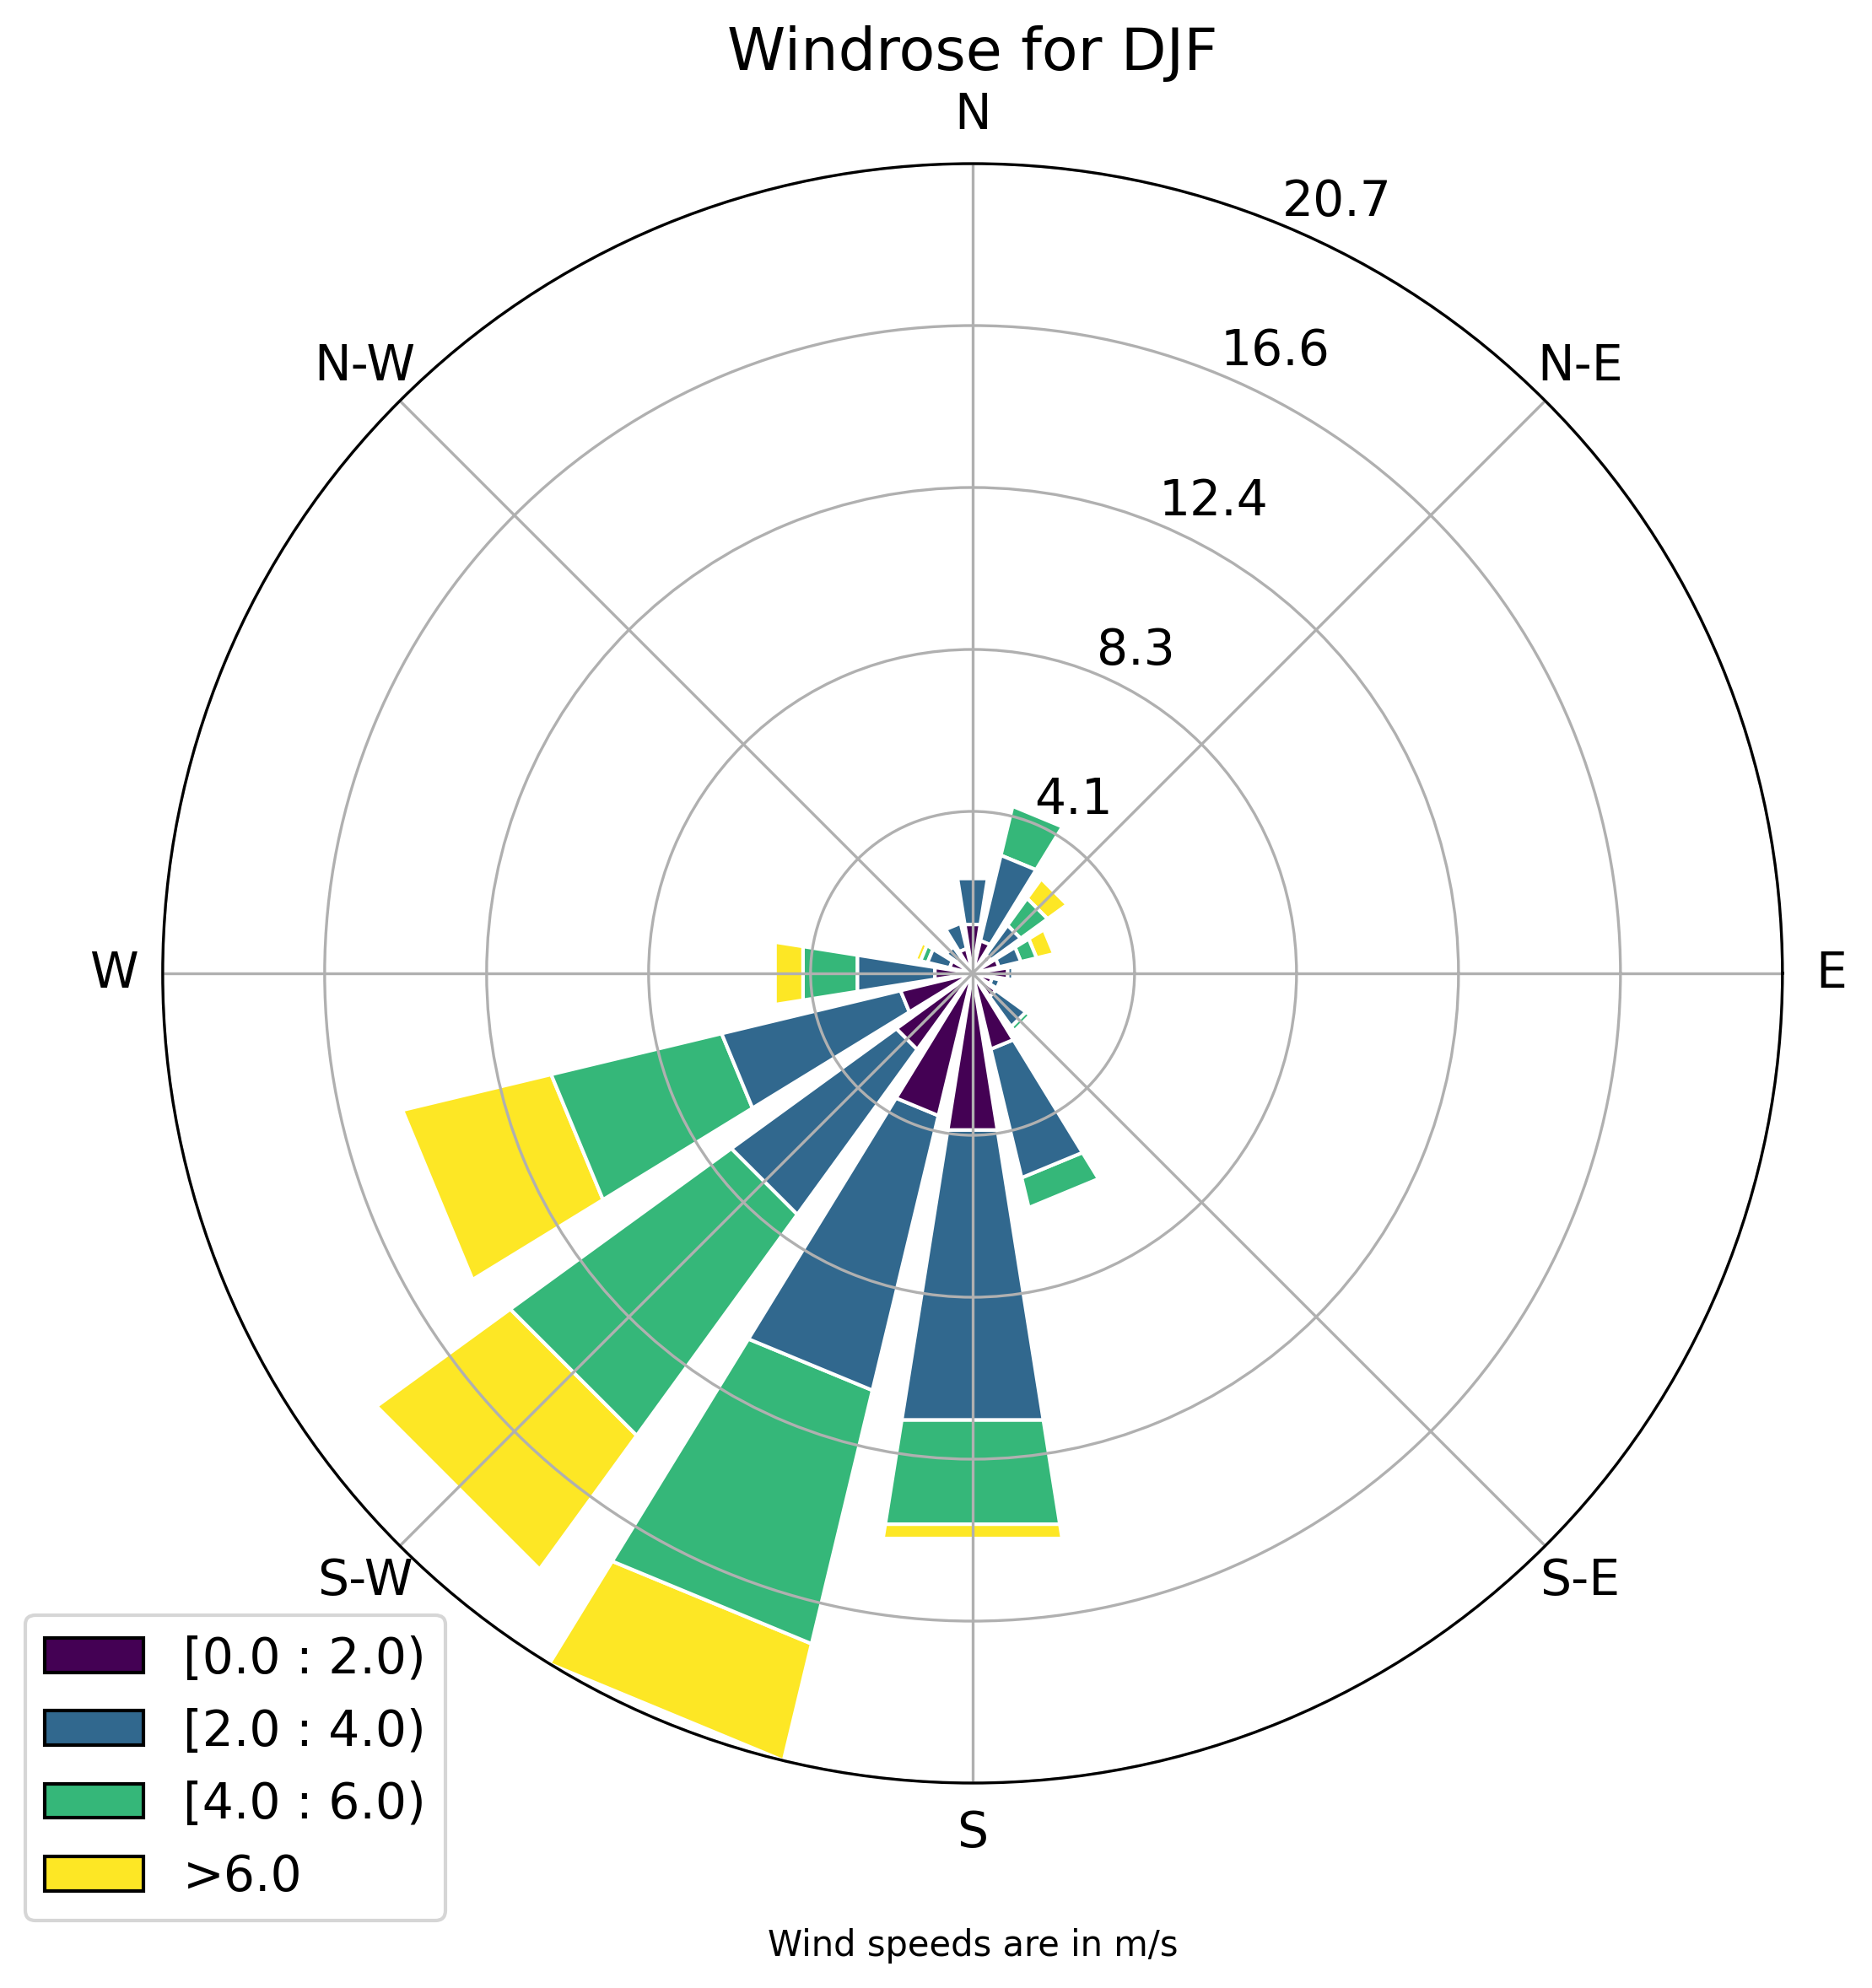 Windrose for DJF
N
20.7
N-W
16.6
N-E
12.4
8.3
4.1
W
E
S-W
S-E
[0.0 : 2.0)
[2.0 : 4.0)
[4.0 : 6.0)
>6.0
S
Wind speeds are in m/s